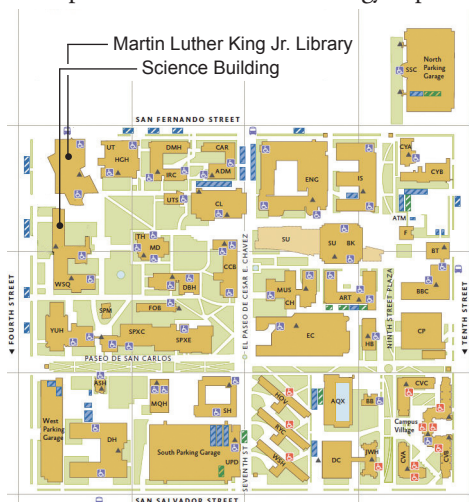 Martin Luther King Jr. Library
Science Building
North
Parking
Garage
SSC
SAN FERNANDO STREET
UT
HGH
DMH
IRC
CAR
ADM
UTS
CL
ENG
IS
CYA
CYB
ATM
F
BT
TH
MD
SU
SU
BK
WSQ
DBH
CCB
MUS
CH
ART
BBC
SPM
FOB
YUH
SPXC
SPXE
EC
HB
CP
◄ FOURTH STREET
EL PASEO DE CESAR E. CHAVEZ
NINTH STREET PLAZA
◄ TENTH STREET
PASEO DE SAN CARLOS
ASH
MQH
SH
HOV
AQX
BB
CVC
West
Parking
Garage
DH
South Parking Garage
UPD
SEVENTH ST
RYC
WSH
DC
JWH
Campus
Village
CVA
CVB
SAN SALVADOR STREET